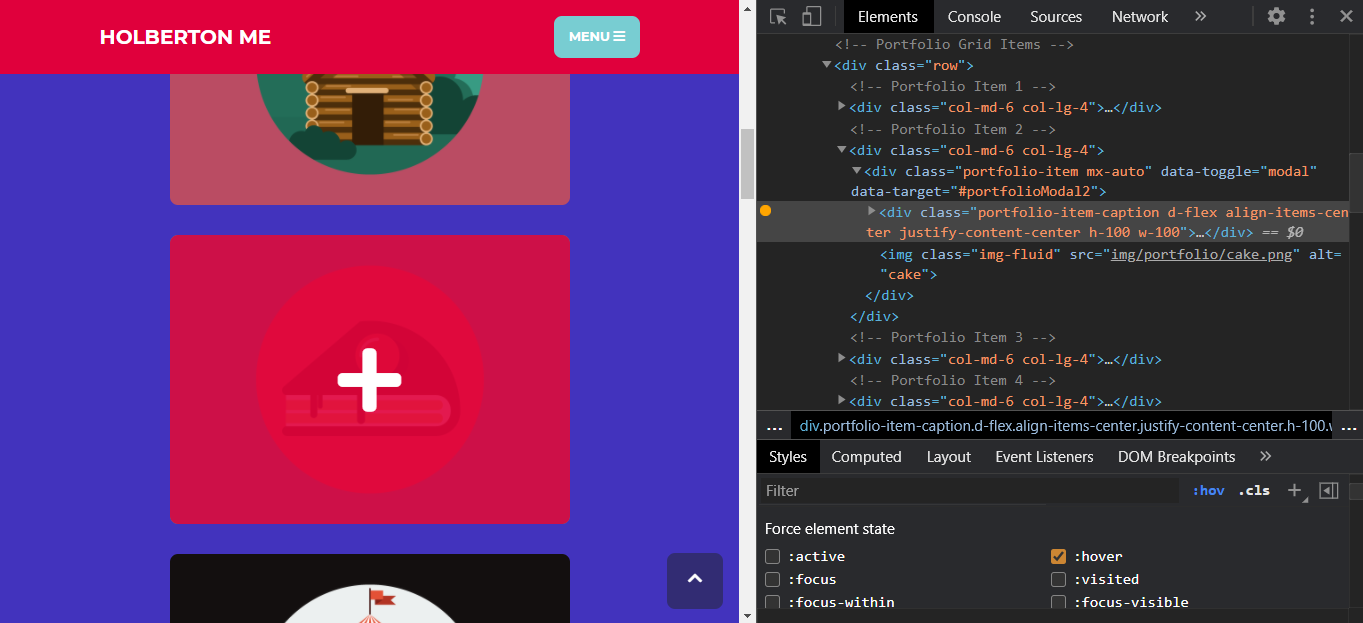 HOLBERTON ME
MENU
Elements Console Sources Network »
<!-- Portfolio Grid Items -->
<div class="row">
<!-- Portfolio Item 1 -->
<div class="col-md-6 col-lg-4">…</div>
<!-- Portfolio Item 2 -->
<div class="col-md-6 col-lg-4">
<div class="portfolio-item mx-auto" data-toggle="modal"
data-target="#portfolioModal2">
<div class="portfolio-item-caption d-flex align-items-cen
ter justify-content-center h-100 w-100">…</div> == $0
<img class="img-fluid" src="img/portfolio/cake.png" alt=
"cake">
</div>
</div>
<!-- Portfolio Item 3 -->
<div class="col-md-6 col-lg-4">…</div>
<!-- Portfolio Item 4 -->
<div class="col-md-6 col-lg-4">…</div>
... div.portfolio-item-caption.d-flex.align-items-center.justify-content-center.h-100.w ...
Styles Computed Layout Event Listeners DOM Breakpoints »
Filter :hov .cls
Force element state
:active :hover
:focus :visited
:focus-within :focus-visible